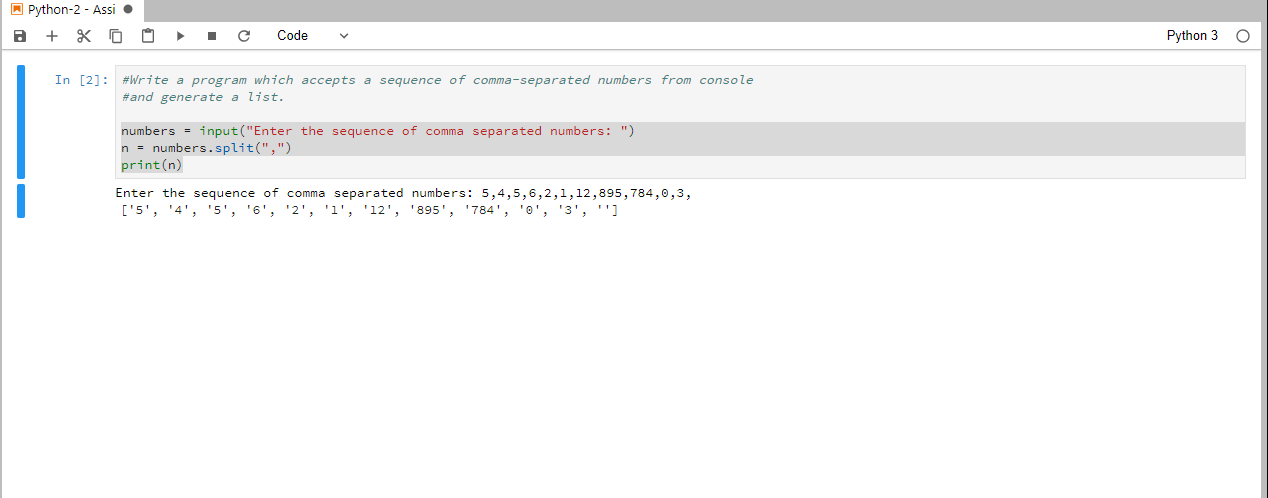 Python-2 - Assi
Code
Python 3
In [2]:
#Write a program which accepts a sequence of comma-separated numbers from console
#and generate a list.
numbers = input("Enter the sequence of comma separated numbers: ")
n = numbers.split(",")
print(n)
Enter the sequence of comma separated numbers: 5,4,5,6,2,1,12,895,784,0,3,
['5', '4', '5', '6', '2', '1', '12', '895', '784', '0', '3', '']